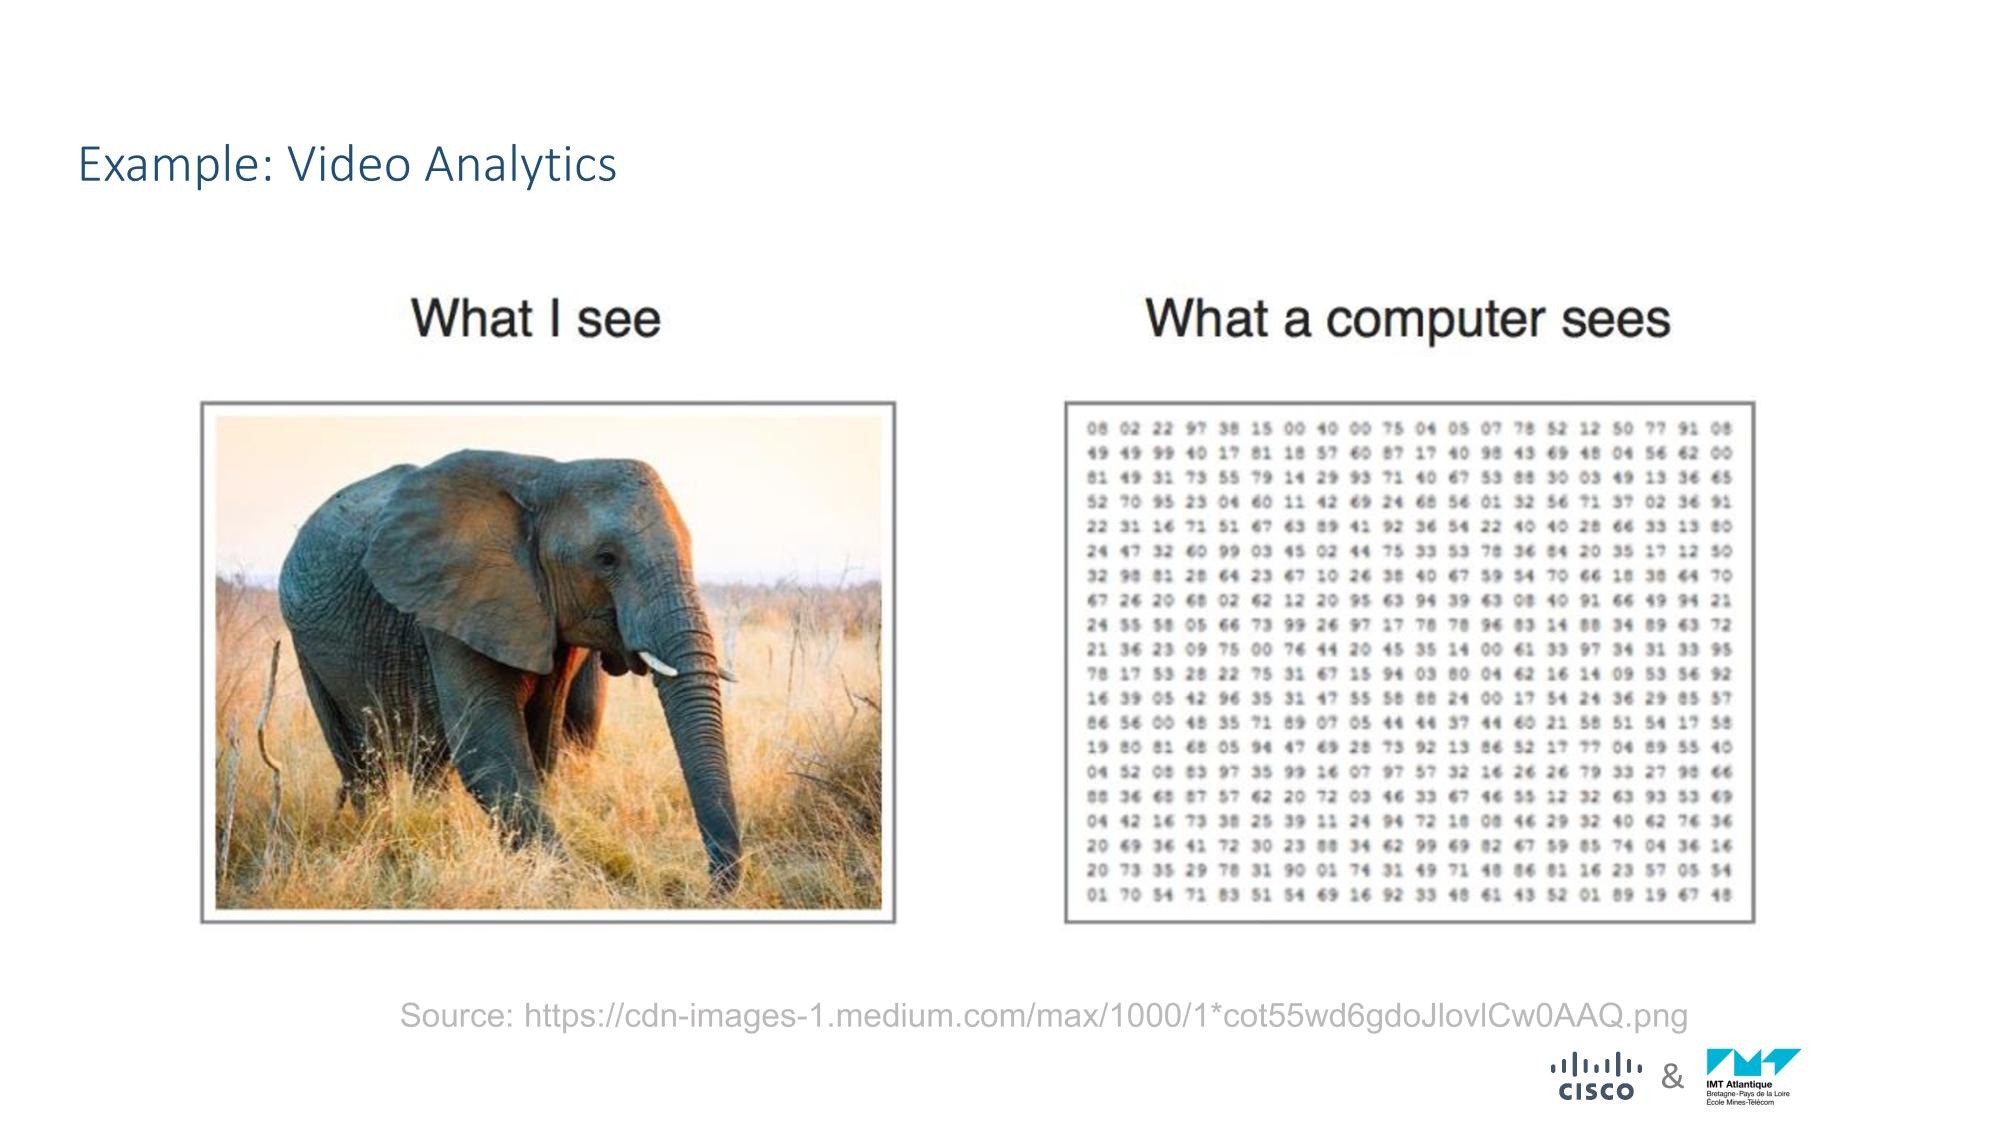 Example: Video Analytics
What I see
What a computer sees
08 02 22 97 38 15 00 40 00 75 04 05 07 78 52 12 50 77 91 08
49 49 99 40 17 81 18 57 60 87 17 40 98 43 69 48 04 56 62 00
81 49 31 73 55 79 14 29 93 71 40 67 53 88 30 03 49 13 36 65
52 70 95 23 04 60 11 42 69 24 68 56 01 32 56 71 37 02 36 91
22 31 16 71 51 67 63 89 41 92 36 54 22 40 40 28 66 33 13 80
24 47 32 60 99 03 45 02 44 75 33 53 78 36 84 20 35 17 12 50
32 98 81 28 64 23 67 10 26 38 40 67 59 54 70 66 18 38 64 70
67 26 20 68 02 62 12 20 95 63 94 39 63 08 40 91 66 49 94 21
24 55 58 05 66 73 99 26 97 17 78 78 96 83 14 88 34 89 63 72
21 36 23 09 75 00 76 44 20 45 35 14 00 61 33 97 34 31 33 95
78 17 53 28 22 75 31 67 15 94 03 80 04 62 16 14 09 53 56 92
16 39 05 42 96 35 31 47 55 58 88 24 00 17 54 24 36 29 85 57
86 56 00 48 35 71 89 07 05 44 44 37 44 60 21 58 51 54 17 58
19 80 81 68 05 94 47 69 28 73 92 13 86 52 17 77 04 89 55 40
04 52 08 83 97 35 99 16 07 97 57 32 16 26 26 79 33 27 98 66
88 36 68 87 57 62 20 72 03 46 33 67 46 55 12 32 63 93 53 69
04 42 16 73 38 25 39 11 24 94 72 18 08 46 29 32 40 62 76 36
20 69 36 41 72 30 23 88 34 62 99 69 82 67 59 85 74 04 36 16
20 73 35 29 78 31 90 01 74 31 49 71 48 86 81 16 23 57 05 54
01 70 54 71 83 51 54 69 16 92 33 48 61 43 52 01 89 19 67 48
Source: https://cdn-images-1.medium.com/max/1000/1*cot55wd6gdoJlovlCw0AAQ.png
CISCO & IMT Atlantique
Bretagne-Pays de la Loire
École Mines-Télécom